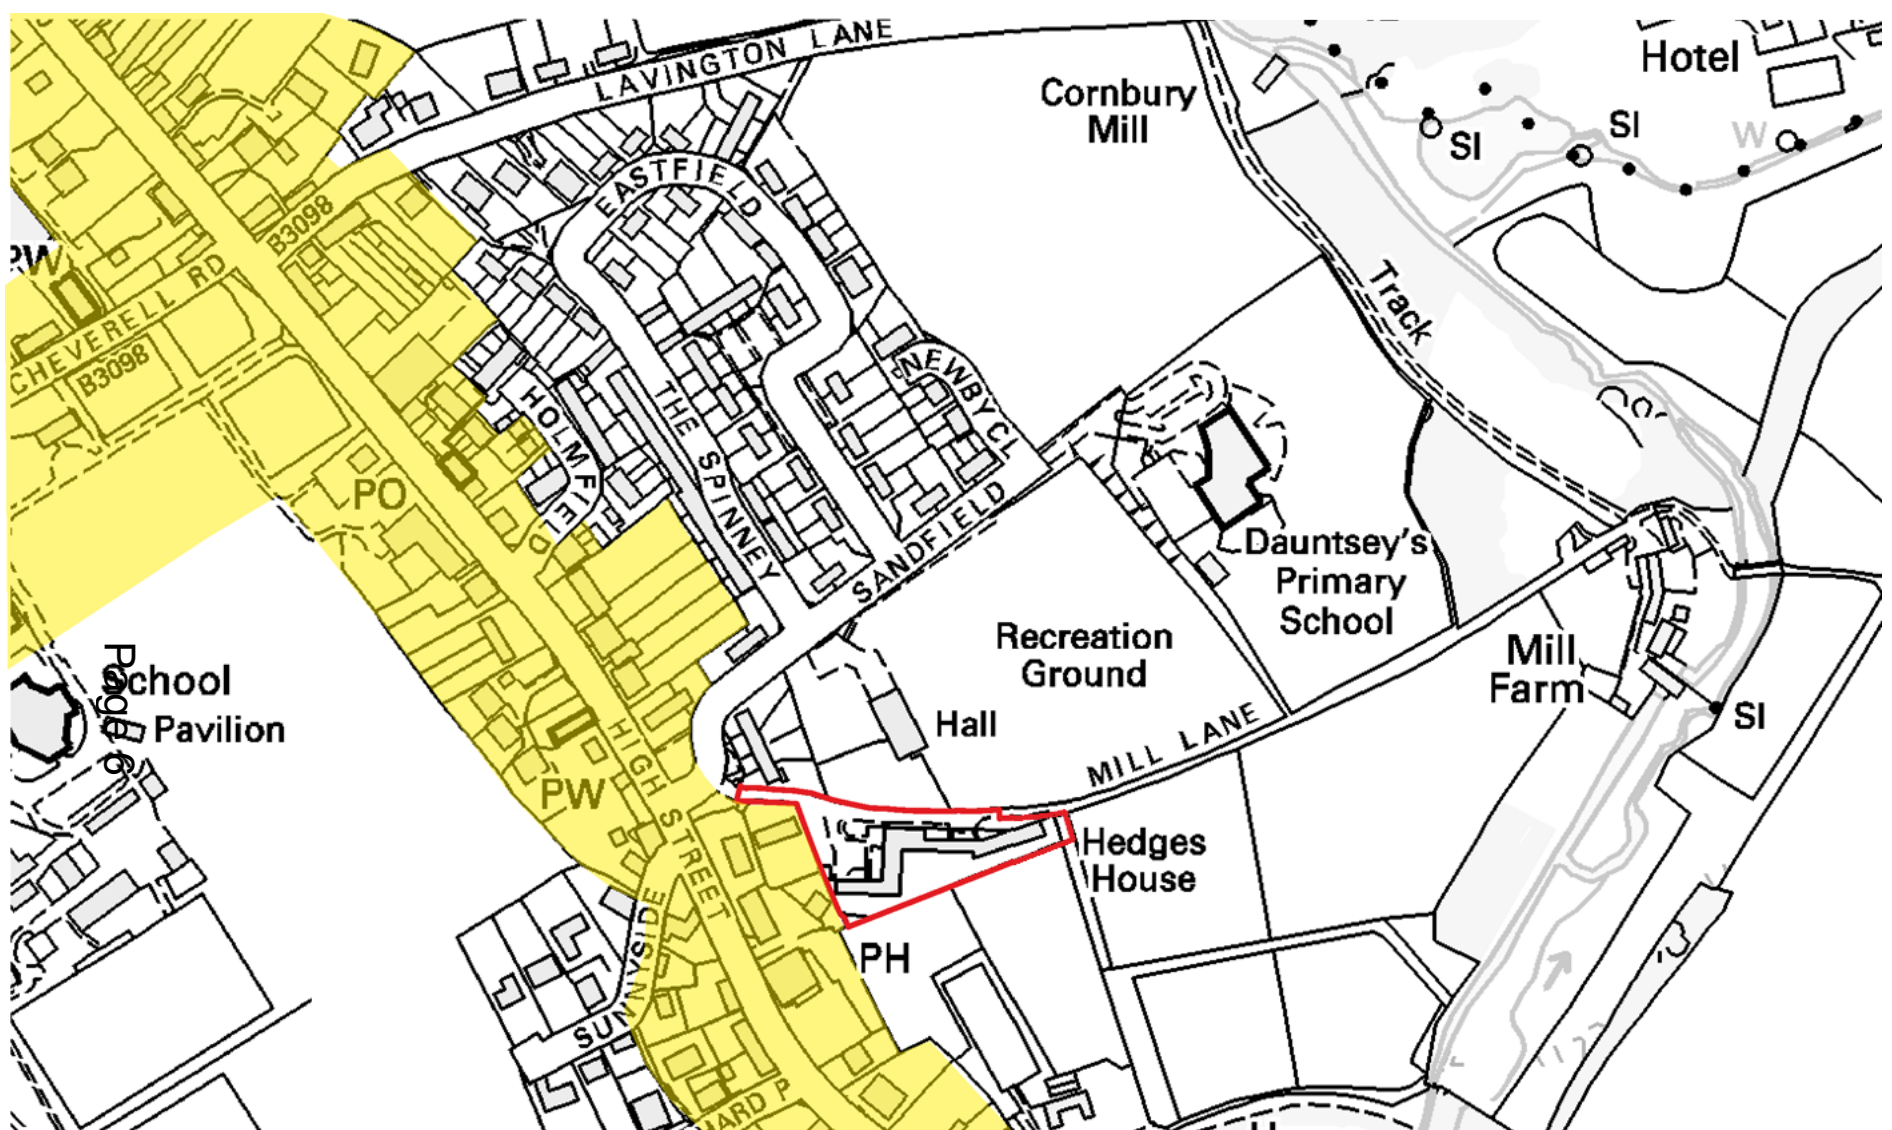 LAVINGTON LANE
Hotel
Cornbury
Mill
SI
SI
W
EASTFIELD
B3098
PW
CHEVERELL RD
B3098
Track
NEWBY CL
HOLMFIELD
THE SPINNEY
PO
SANDFIELD
Dauntsey's
Primary
School
Recreation
Ground
Mill
Farm
School
Page 6
Pavilion
Hall
SI
MILL LANE
HIGH STREET
PW
Hedges
House
SUNNYSIDE
PH